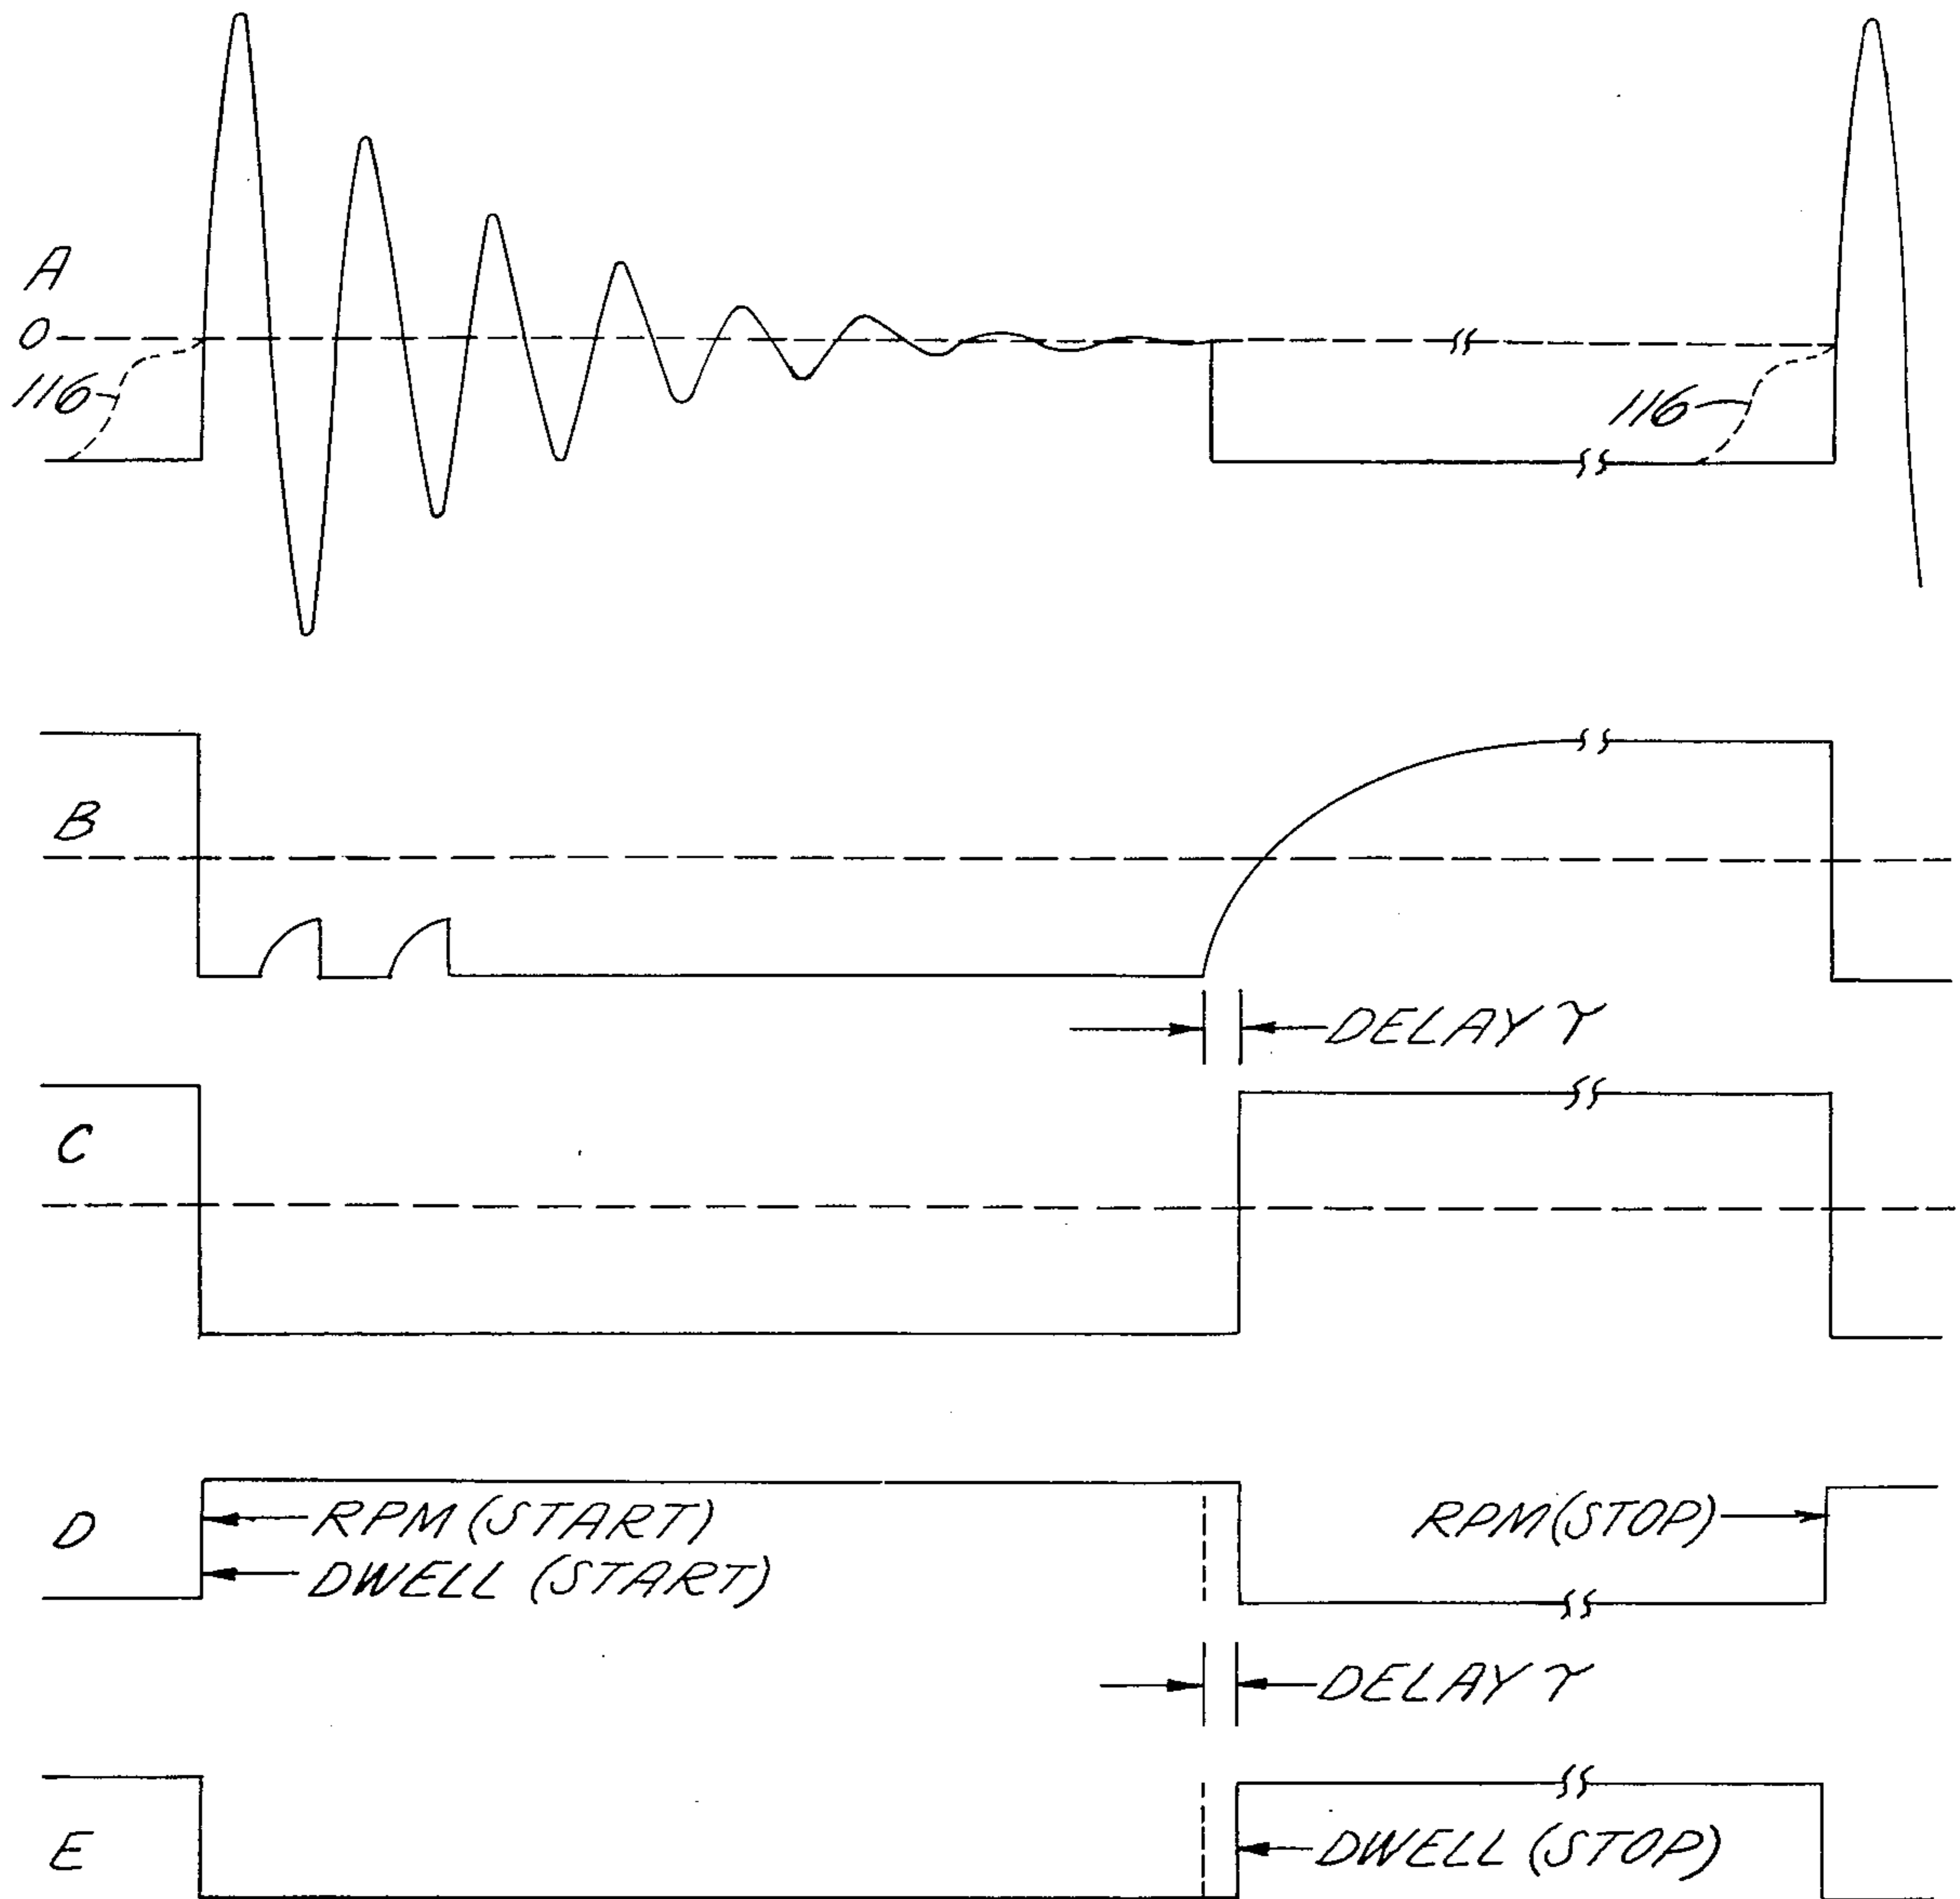 A
0
116
116
B
DELAY τ
C
D
RPM (START)
RPM (STOP)
DWELL (START)
DELAY τ
E
DWELL (STOP)